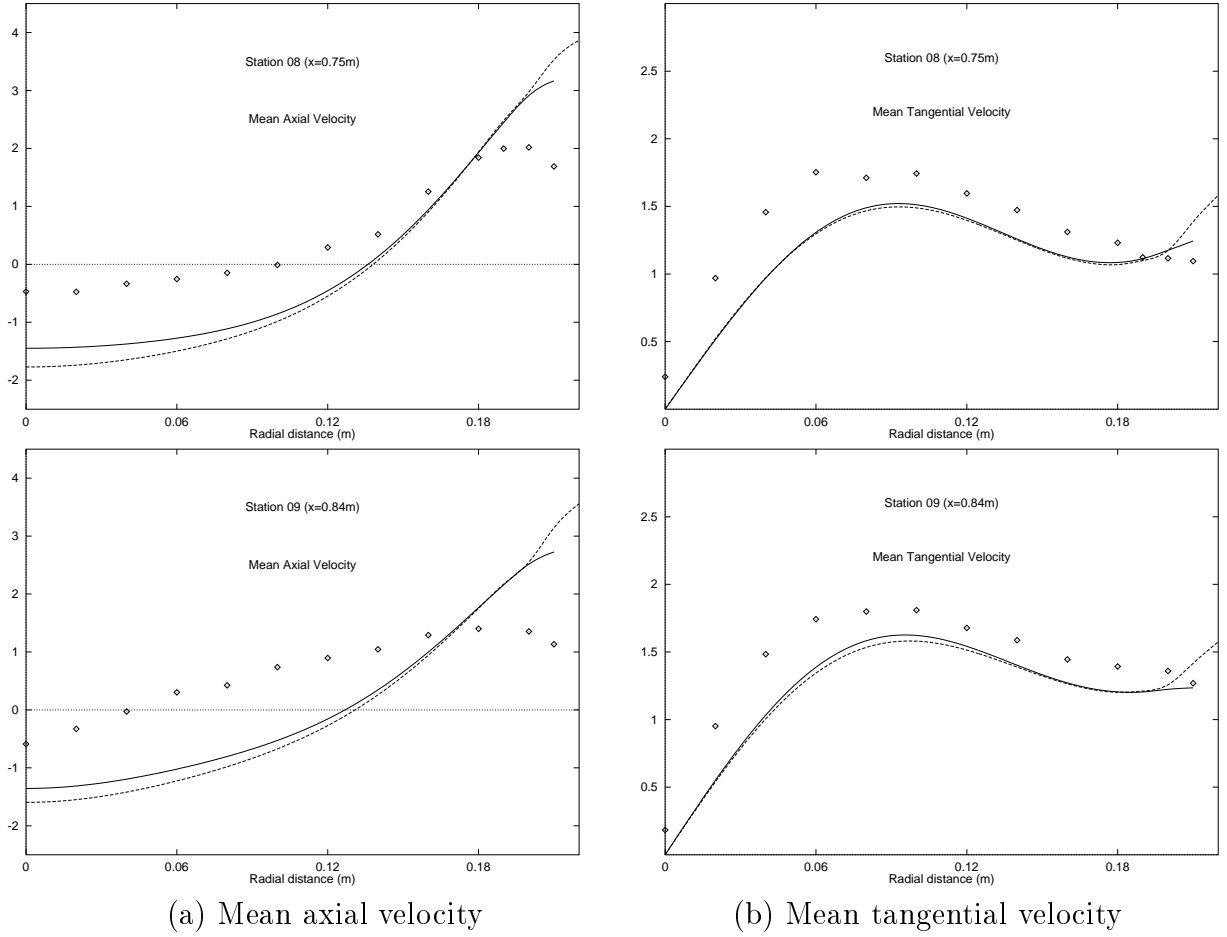 4
3
2
1
0
-1
-2
Station 08 (x=0.75m)
Mean Axial Velocity
0 0.06 0.12 0.18
Radial distance (m)
2.5
2
1.5
1
0.5
Station 08 (x=0.75m)
Mean Tangential Velocity
0 0.06 0.12 0.18
Radial distance (m)
4
3
2
1
0
-1
-2
Station 09 (x=0.84m)
Mean Axial Velocity
0 0.06 0.12 0.18
Radial distance (m)
2.5
2
1.5
1
0.5
Station 09 (x=0.84m)
Mean Tangential Velocity
0 0.06 0.12 0.18
Radial distance (m)
(a) Mean axial velocity
(b) Mean tangential velocity